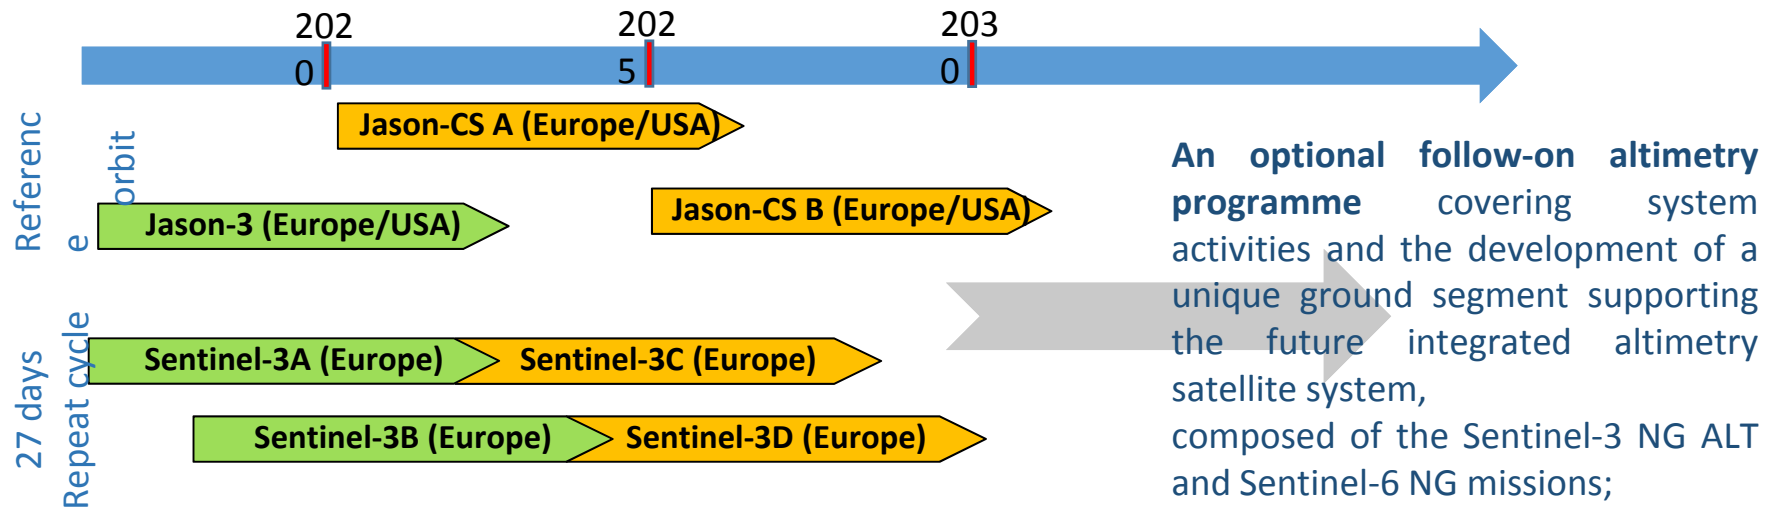 202
0
202
5
203
0
Referenc
e orbit
Jason-CS A (Europe/USA)
Jason-3 (Europe/USA)
Jason-CS B (Europe/USA)
27 days
Repeat cycle
Sentinel-3A (Europe)
Sentinel-3C (Europe)
Sentinel-3B (Europe)
Sentinel-3D (Europe)
An optional follow-on altimetry
programme covering system
activities and the development of a
unique ground segment supporting
the future integrated altimetry
satellite system,
composed of the Sentinel-3 NG ALT
and Sentinel-6 NG missions;